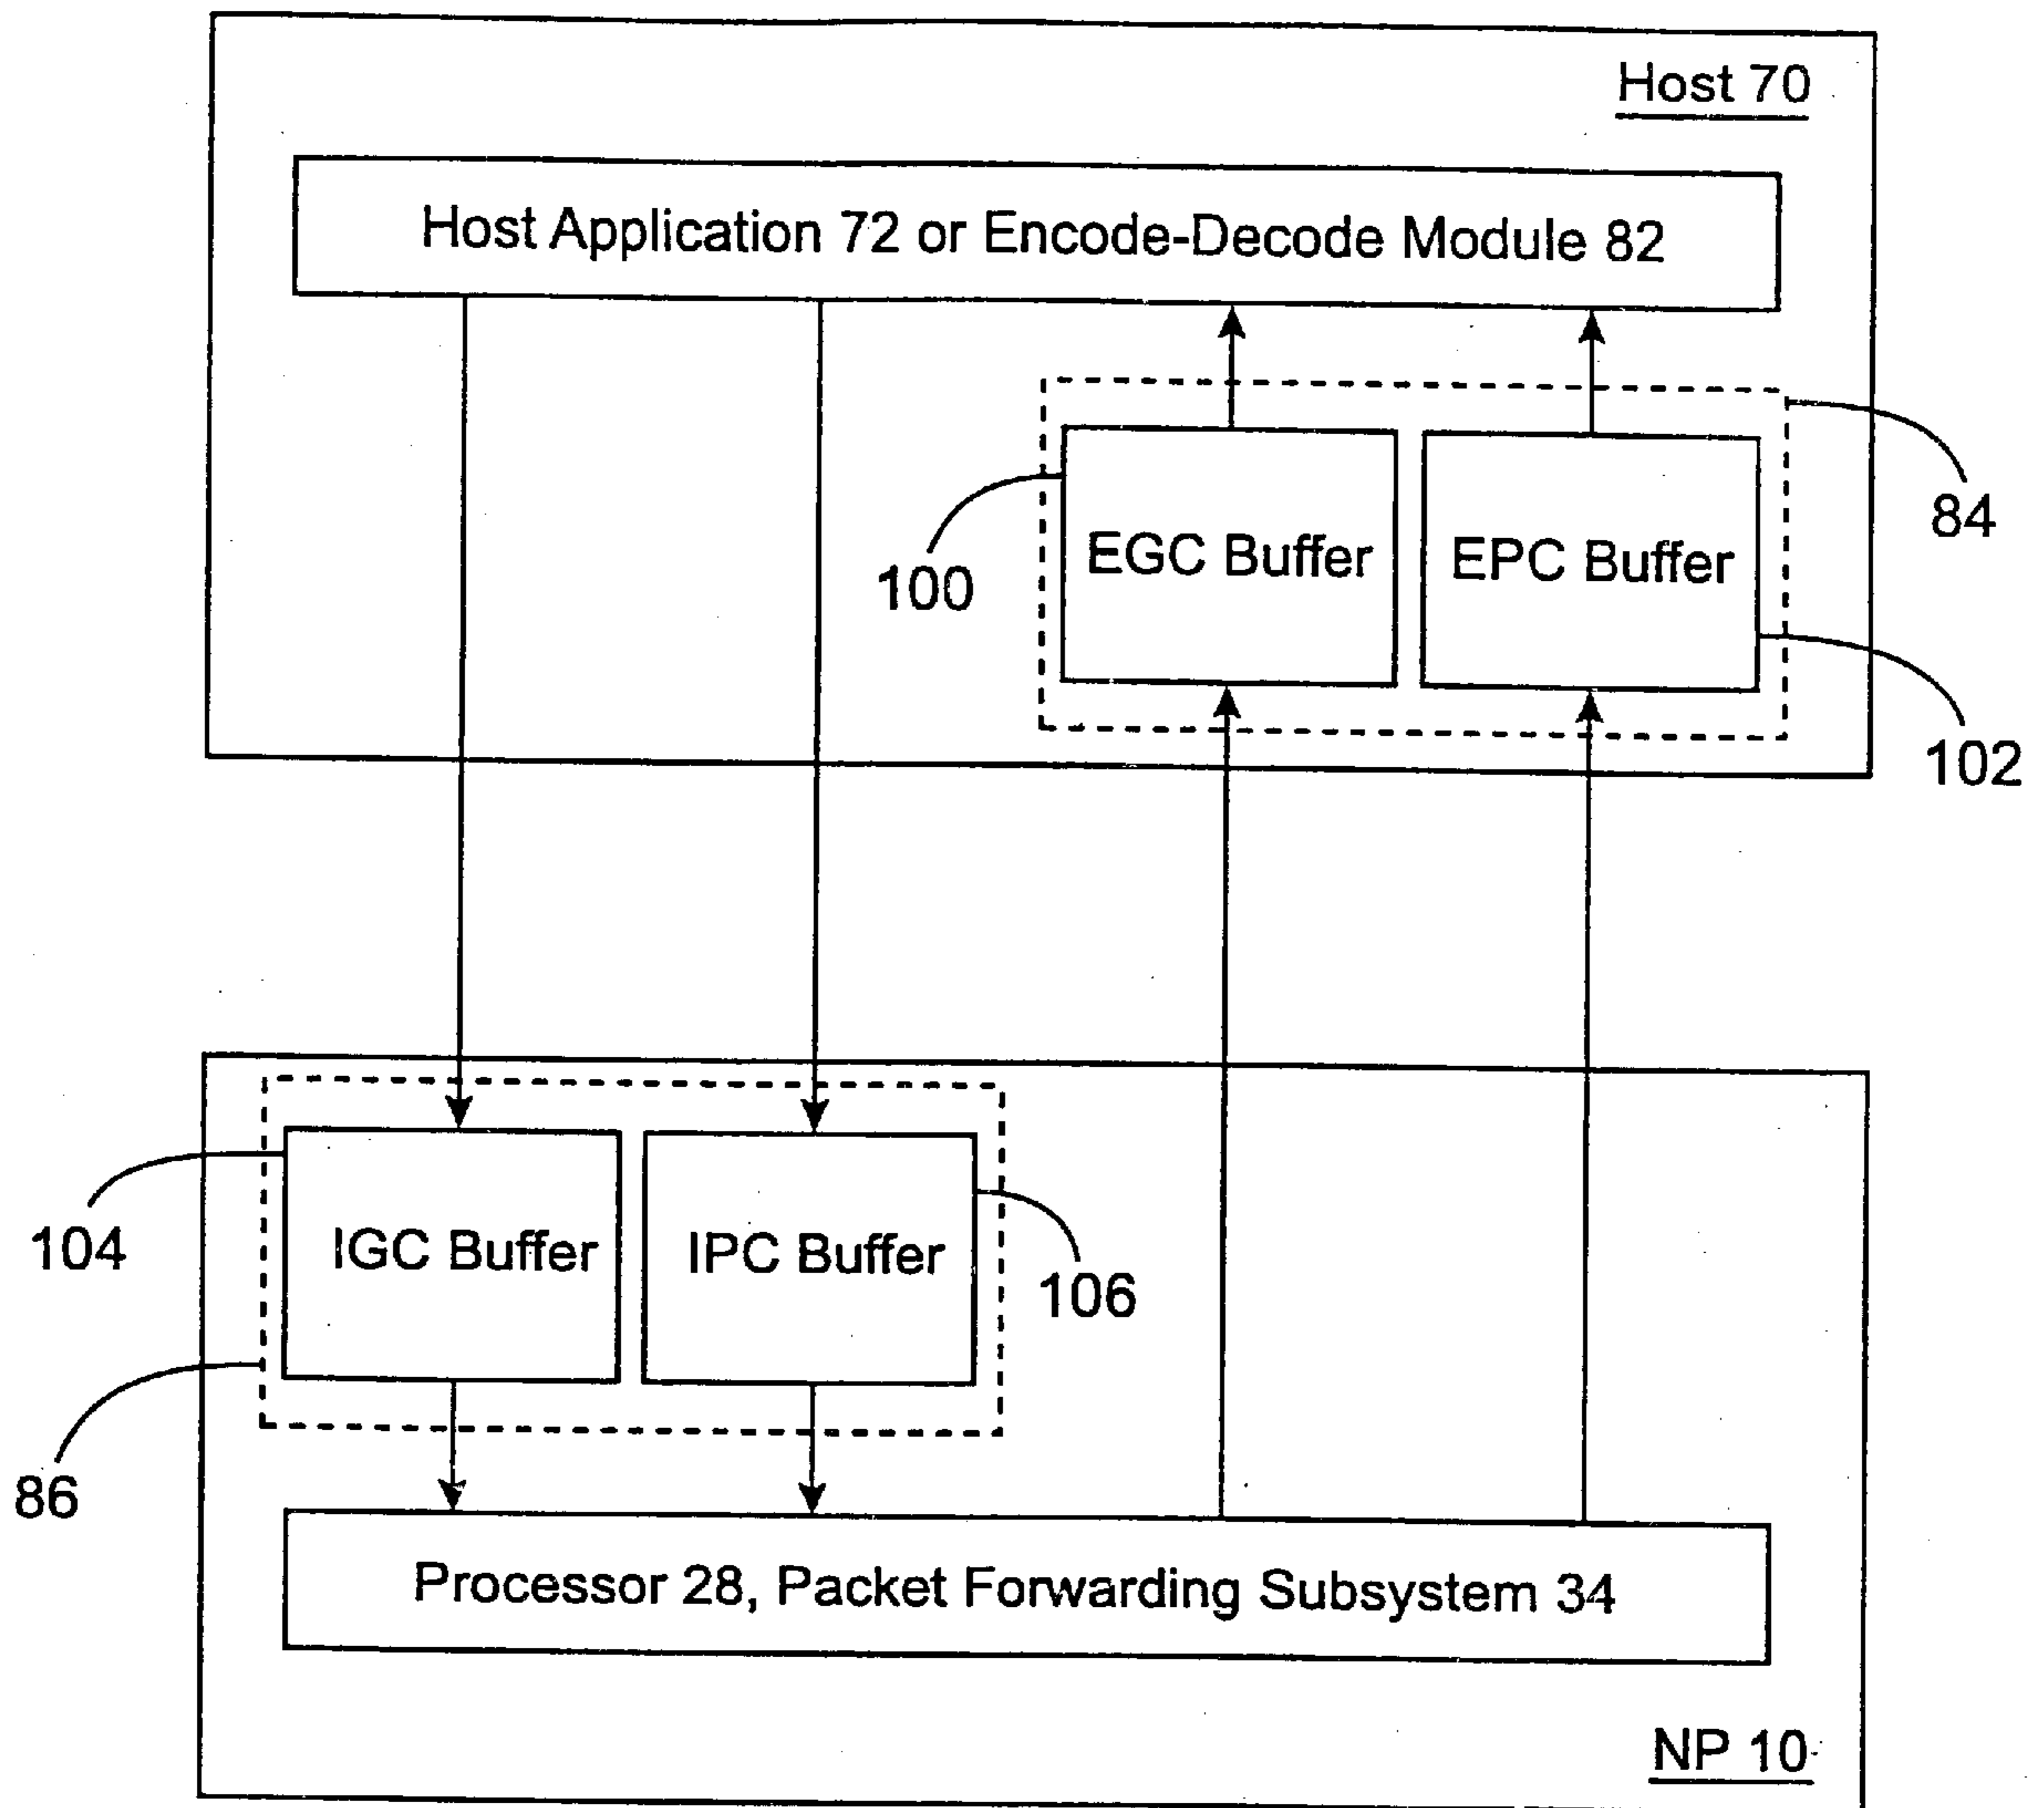 Host 70
Host Application 72 or Encode-Decode Module 82
84
100
EGC Buffer
EPC Buffer
102
104
IGC Buffer
IPC Buffer
106
86
Processor 28, Packet Forwarding Subsystem 34
NP 10